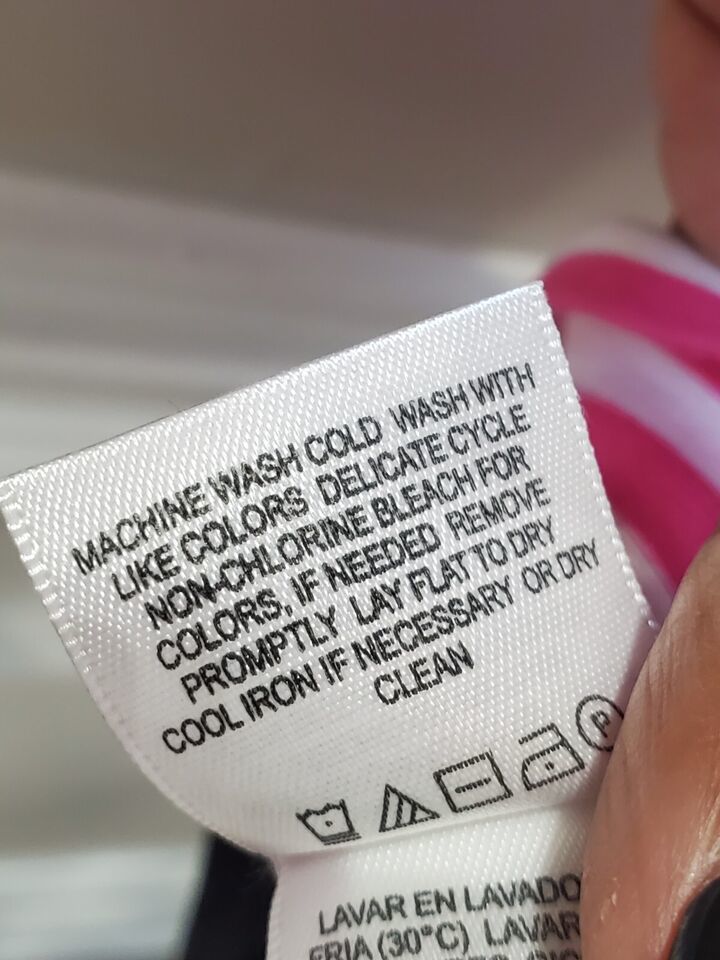 MACHINE WASH COLD WASH WITH
LIKE COLORS DELICATE CYCLE
NON-CHLORINE BLEACH FOR
COLORS, IF NEEDED REMOVE
PROMPTLY LAY FLAT TO DRY
COOL IRON IF NECESSARY OR DRY
CLEAN
P
LAVAR EN LAVADO
FRIA (30°C) LAVAR